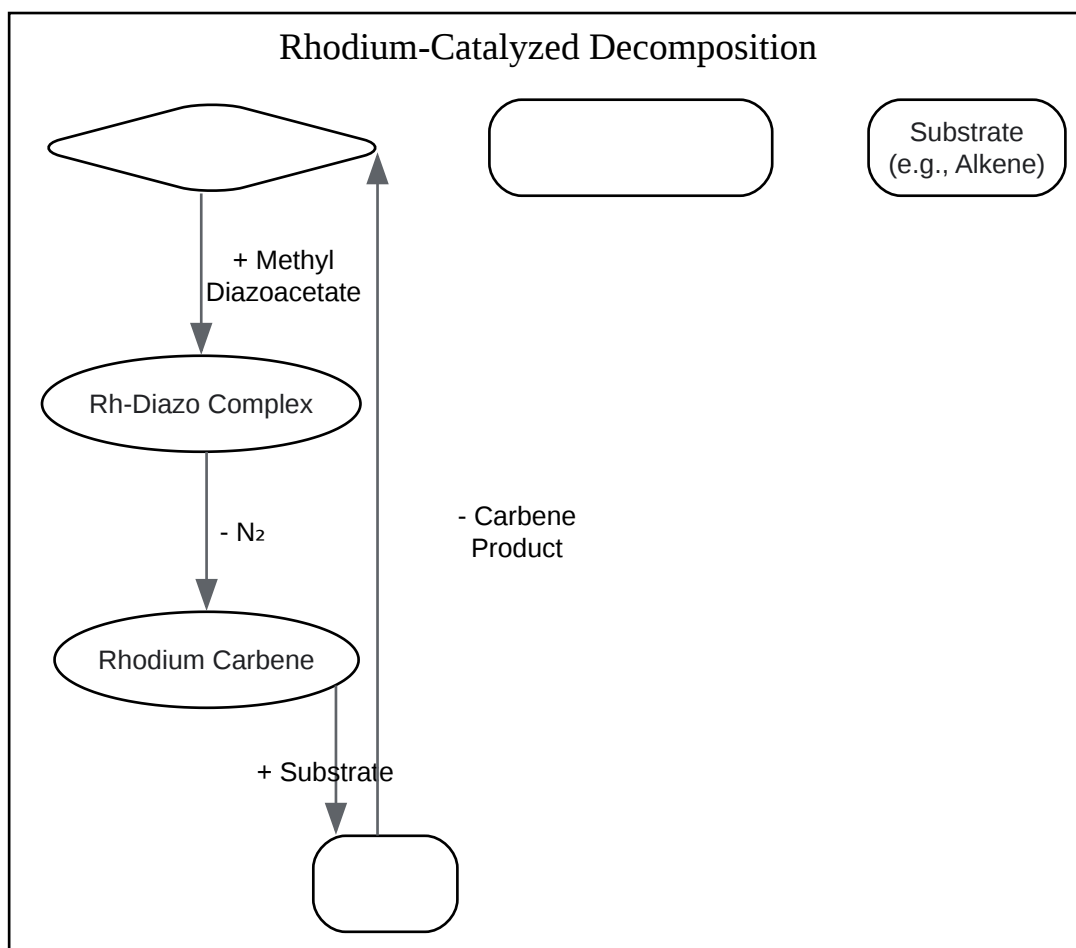 Rhodium-Catalyzed Decomposition
Substrate
(e.g., Alkene)
+ Methyl
Diazoacetate
Rh-Diazo Complex
- N₂
- Carbene
Product
Rhodium Carbene
+ Substrate